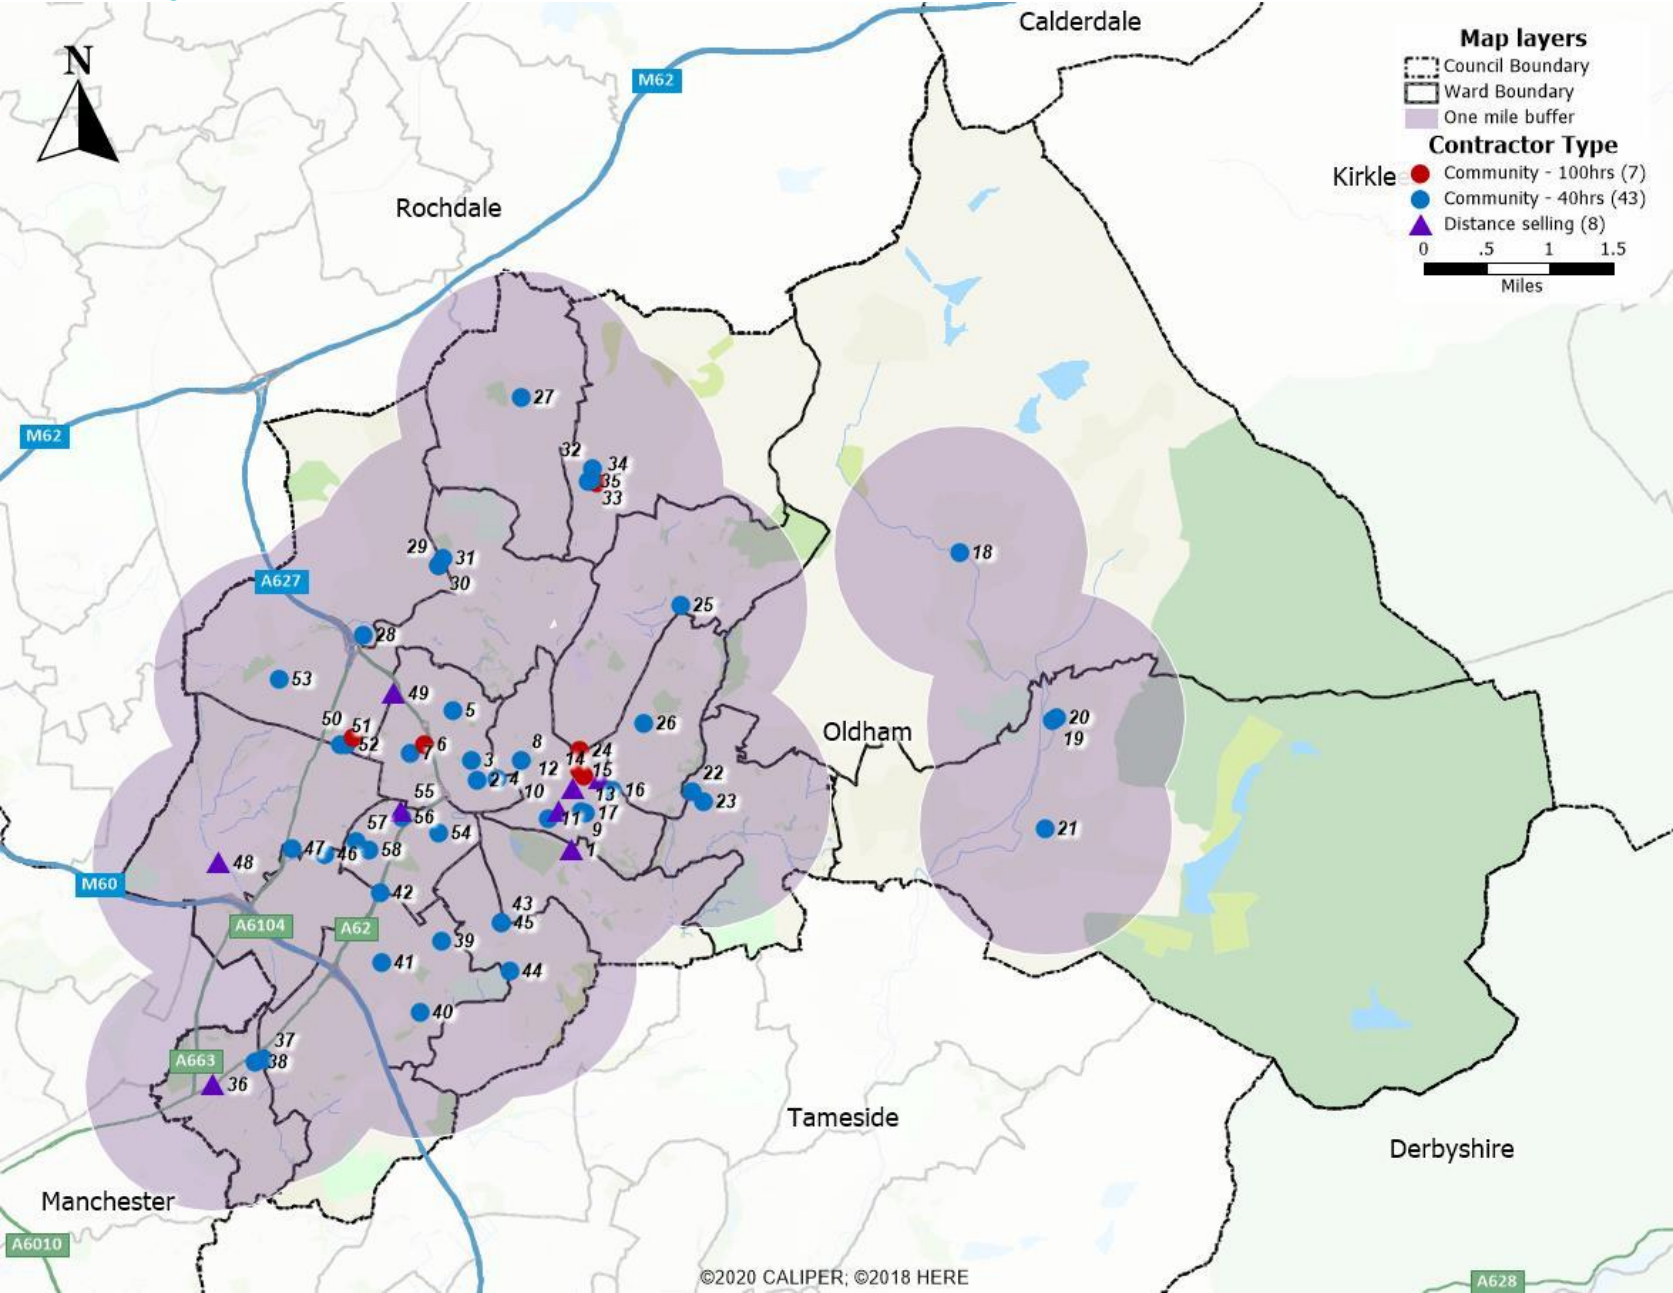 Calderdale
N
Map layers
Council Boundary
Ward Boundary
One mile buffer
Contractor Type
Community - 100hrs (7)
Community - 40hrs (43)
Distance selling (8)
0 .5 1 1.5
Miles
M62
Kirkle
Rochdale
M62
27
32
34
35
33
18
29
31
30
A627
25
28
53
49
5
26
20
19
Oldham
50
51
52
6
7
3
2
4
8
12
10
14
24
15
13
16
17
9
11
1
22
23
21
55
56
57
54
58
47
46
48
M60
42
A6104
A62
43
45
39
41
44
40
37
38
A663
36
Tameside
Derbyshire
Manchester
A6010
©2020 CALIPER; ©2018 HERE
A628